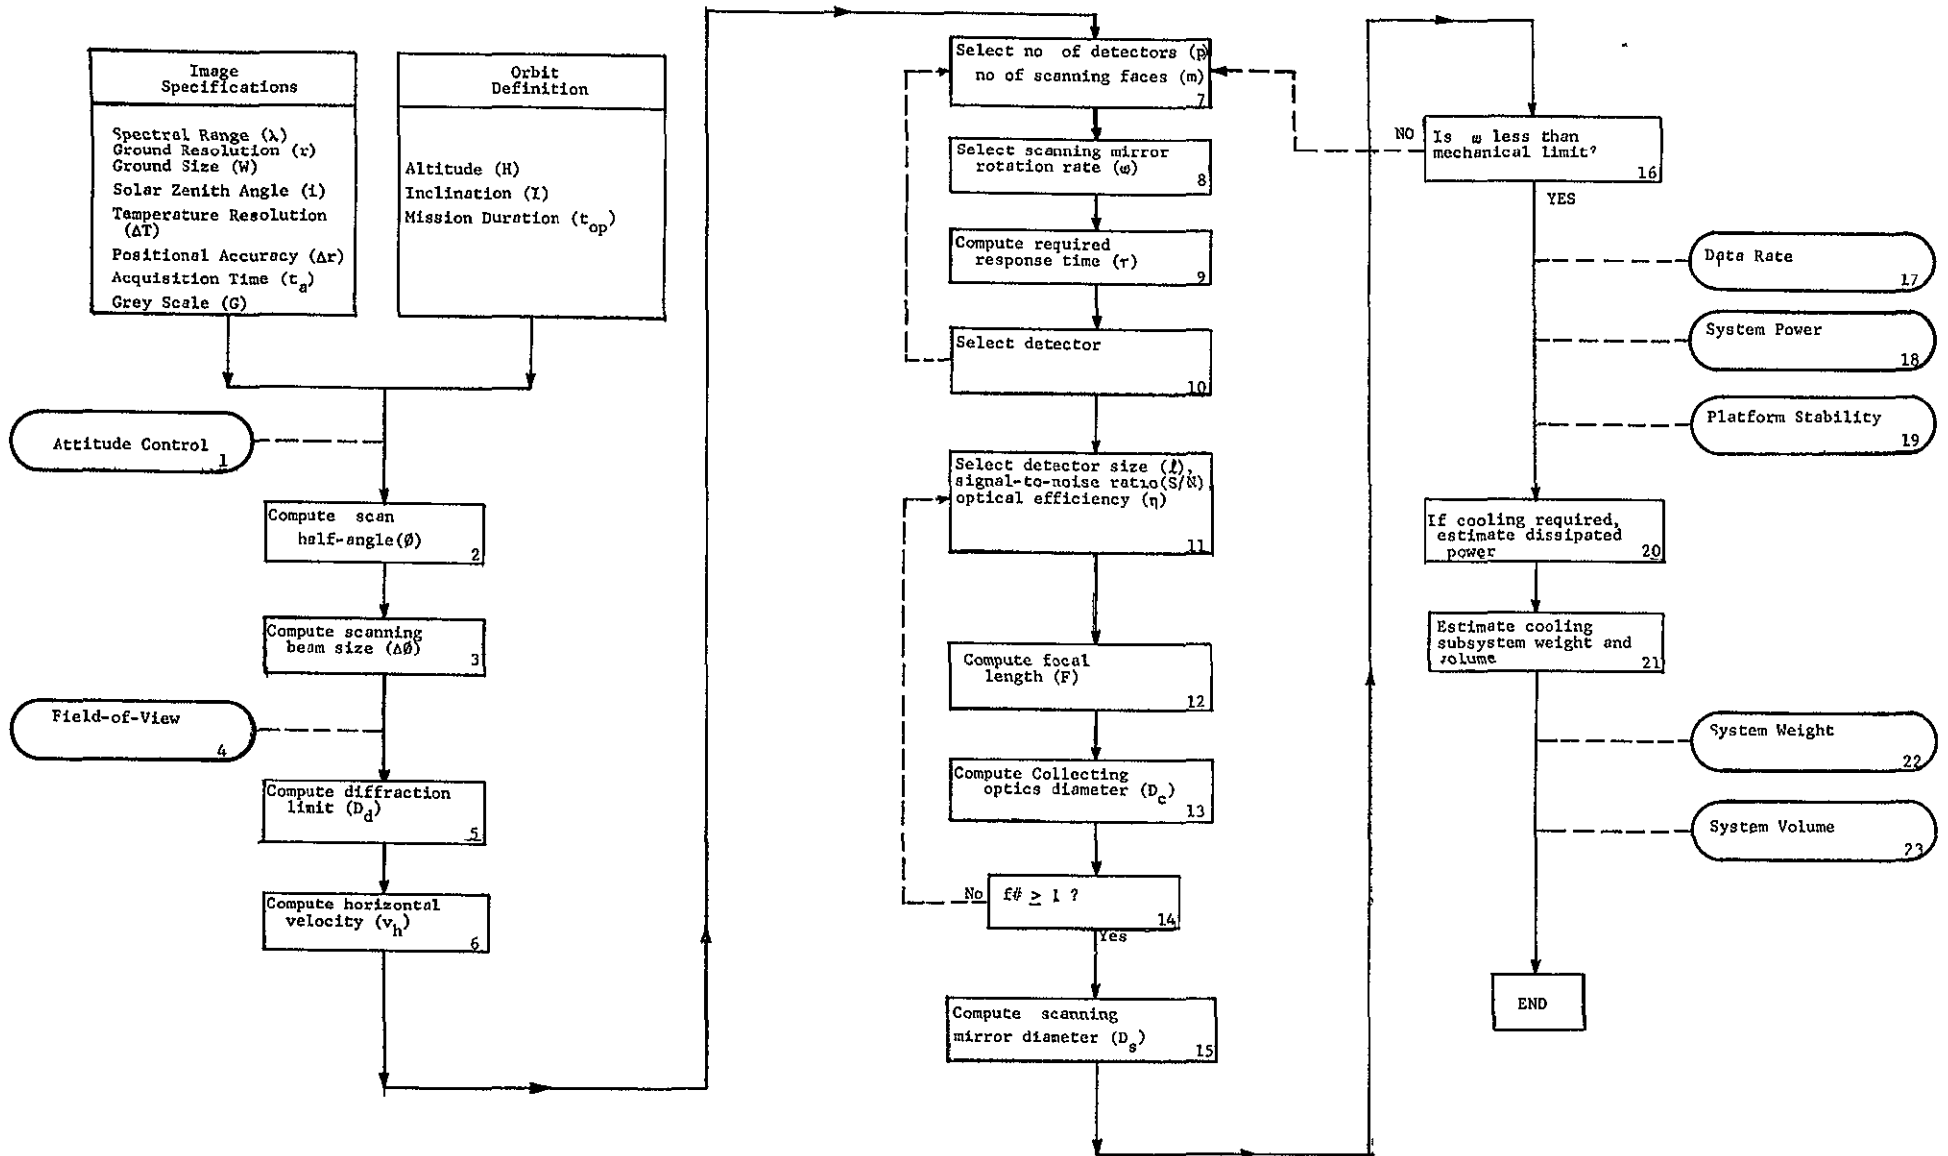 Image
Specifications
Spectral Range (λ)
Ground Resolution (r)
Ground Size (W)
Solar Zenith Angle (i)
Temperature Resolution
(ΔT)
Positional Accuracy (Δr)
Acquisition Time (t_a)
Grey Scale (G)
Orbit
Definition
Altitude (H)
Inclination (I)
Mission Duration (t_op)
Attitude Control
1
Compute scan
half-angle(Ø)
2
Compute scanning
beam size (ΔØ)
3
Field-of-View
4
Compute diffraction
limit (D_d)
5
Compute horizontal
velocity (v_h)
6
Select no of detectors (p)
no of scanning faces (m)
7
Select scanning mirror
rotation rate (ω)
8
Compute required
response time (τ)
9
Select detector
10
Select detector size (ℓ),
signal-to-noise ratio(S/N)
optical efficiency (η)
11
Compute focal
length (F)
12
Compute Collecting
optics diameter (D_c)
13
No
f# ≥ 1 ?
14
Yes
Compute scanning
mirror diameter (D_s)
15
NO
Is ω less than
mechanical limit?
16
YES
Data Rate
17
System Power
18
Platform Stability
19
If cooling required,
estimate dissipated
power
20
Estimate cooling
subsystem weight and
volume
21
System Weight
22
System Volume
23
END